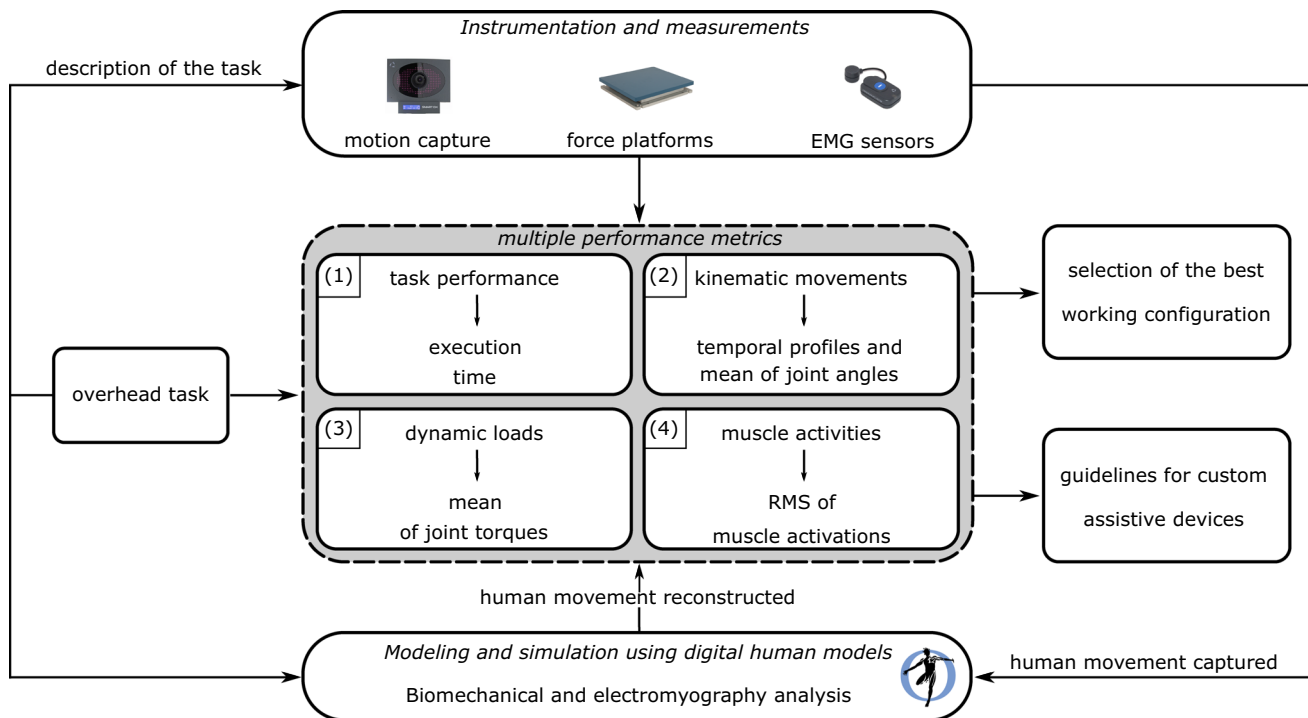 Instrumentation and measurements
description of the task
motion capture
force platforms
EMG sensors
multiple performance metrics
(1)
task performance
execution
time
(2)
kinematic movements
temporal profiles and
mean of joint angles
selection of the best
working configuration
overhead task
(3)
dynamic loads
mean
of joint torques
(4)
muscle activities
RMS of
muscle activations
guidelines for custom
assistive devices
human movement reconstructed
Modeling and simulation using digital human models
Biomechanical and electromyography analysis
human movement captured